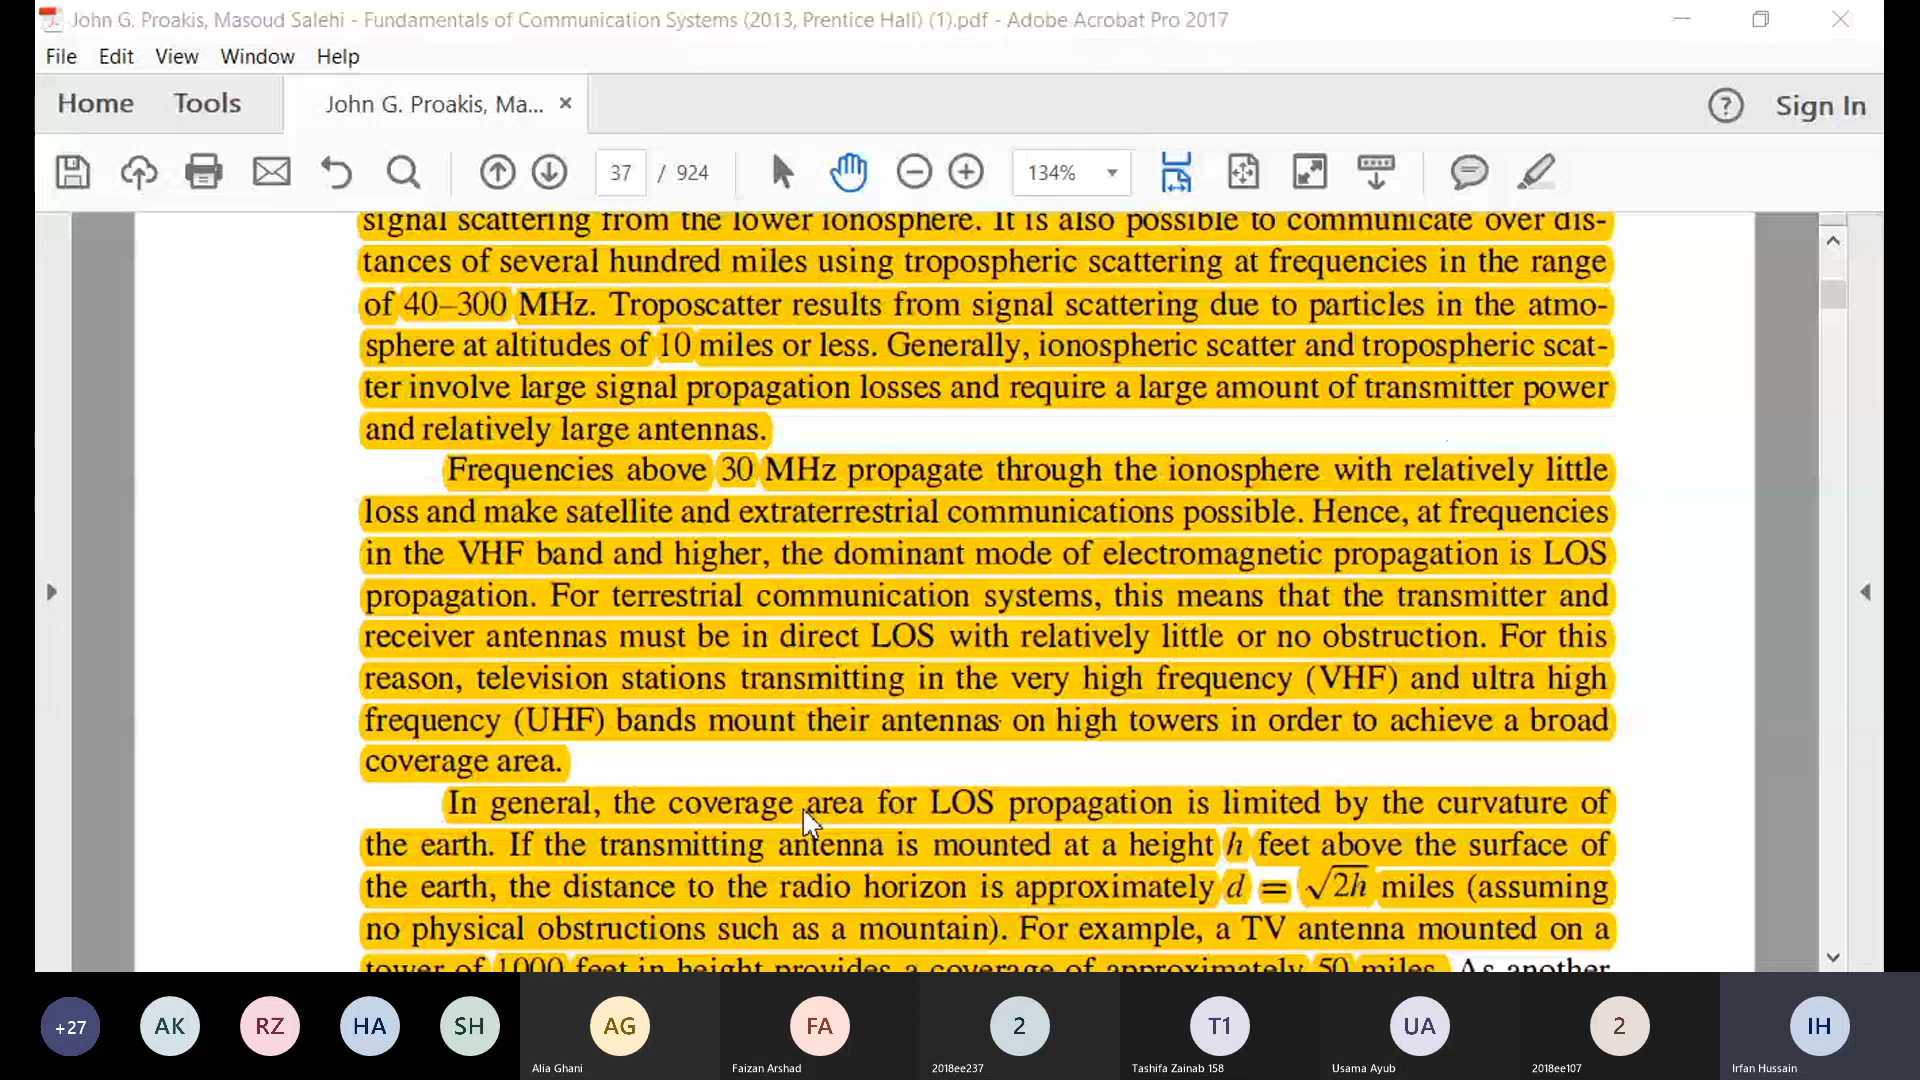 John G. Proakis, Masoud Salehi - Fundamentals of Communication Systems (2013, Prentice Hall) (1).pdf - Adobe Acrobat Pro 2017
File Edit View Window Help
Home Tools John G. Proakis, Ma... × ? Sign In
37 / 924 134%
signal scattering from the lower ionosphere. It is also possible to communicate over dis-
tances of several hundred miles using tropospheric scattering at frequencies in the range
of 40–300 MHz. Troposcatter results from signal scattering due to particles in the atmo-
sphere at altitudes of 10 miles or less. Generally, ionospheric scatter and tropospheric scat-
ter involve large signal propagation losses and require a large amount of transmitter power
and relatively large antennas.
Frequencies above 30 MHz propagate through the ionosphere with relatively little
loss and make satellite and extraterrestrial communications possible. Hence, at frequencies
in the VHF band and higher, the dominant mode of electromagnetic propagation is LOS
propagation. For terrestrial communication systems, this means that the transmitter and
receiver antennas must be in direct LOS with relatively little or no obstruction. For this
reason, television stations transmitting in the very high frequency (VHF) and ultra high
frequency (UHF) bands mount their antennas on high towers in order to achieve a broad
coverage area.
In general, the coverage area for LOS propagation is limited by the curvature of
the earth. If the transmitting antenna is mounted at a height h feet above the surface of
the earth, the distance to the radio horizon is approximately d = √2h miles (assuming
no physical obstructions such as a mountain). For example, a TV antenna mounted on a
tower of 1000 feet in height provides a coverage of approximately 50 miles. As another
+27 AK RZ HA SH AG FA 2 T1 UA 2 IH
Alia Ghani Faizan Arshad 2018ee237 Tashifa Zainab 158 Usama Ayub 2018ee107 Irfan Hussain